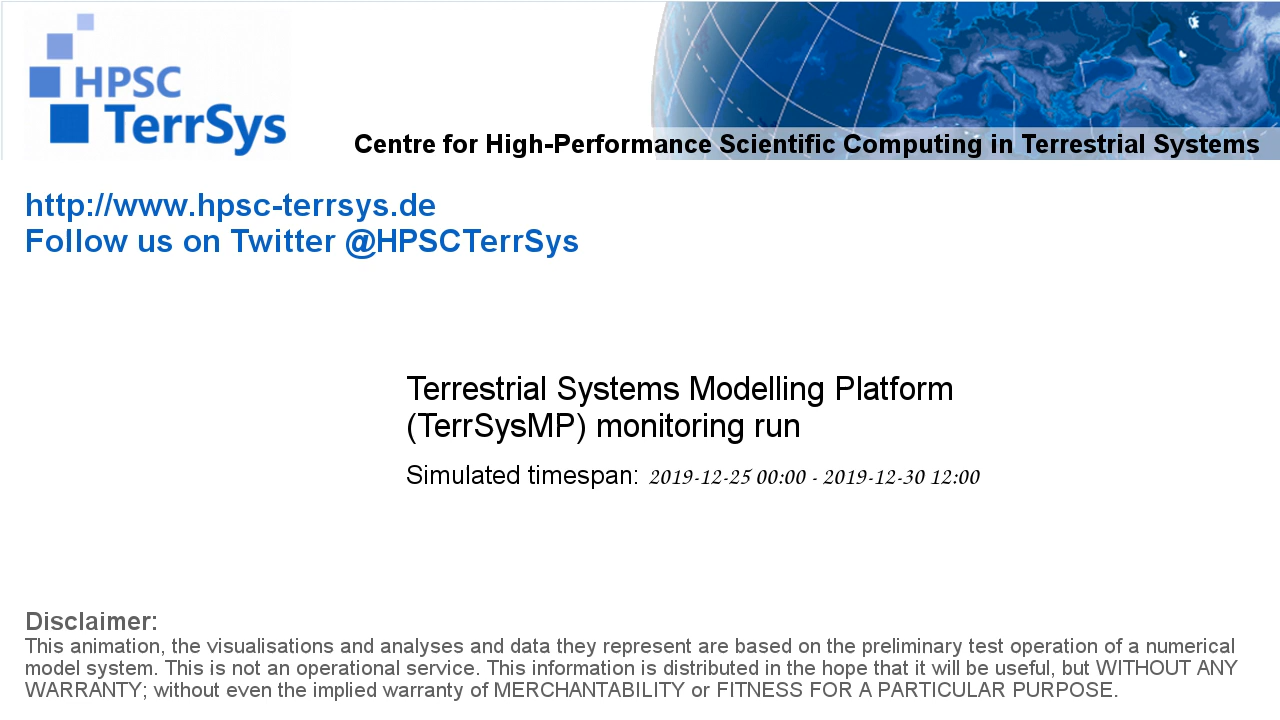 HPSC
TerrSys
Centre for High-Performance Scientific Computing in Terrestrial Systems
http://www.hpsc-terrsys.de
Follow us on Twitter @HPSCTerrSys
Terrestrial Systems Modelling Platform
(TerrSysMP) monitoring run
Simulated timespan: 2019-12-25 00:00 - 2019-12-30 12:00
Disclaimer:
This animation, the visualisations and analyses and data they represent are based on the preliminary test operation of a numerical
model system. This is not an operational service. This information is distributed in the hope that it will be useful, but WITHOUT ANY
WARRANTY; without even the implied warranty of MERCHANTABILITY or FITNESS FOR A PARTICULAR PURPOSE.